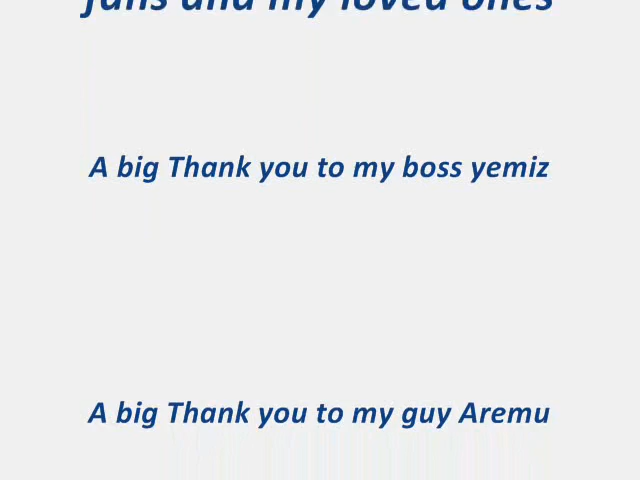 fans and my loved ones
A big Thank you to my boss yemiz
A big Thank you to my guy Aremu